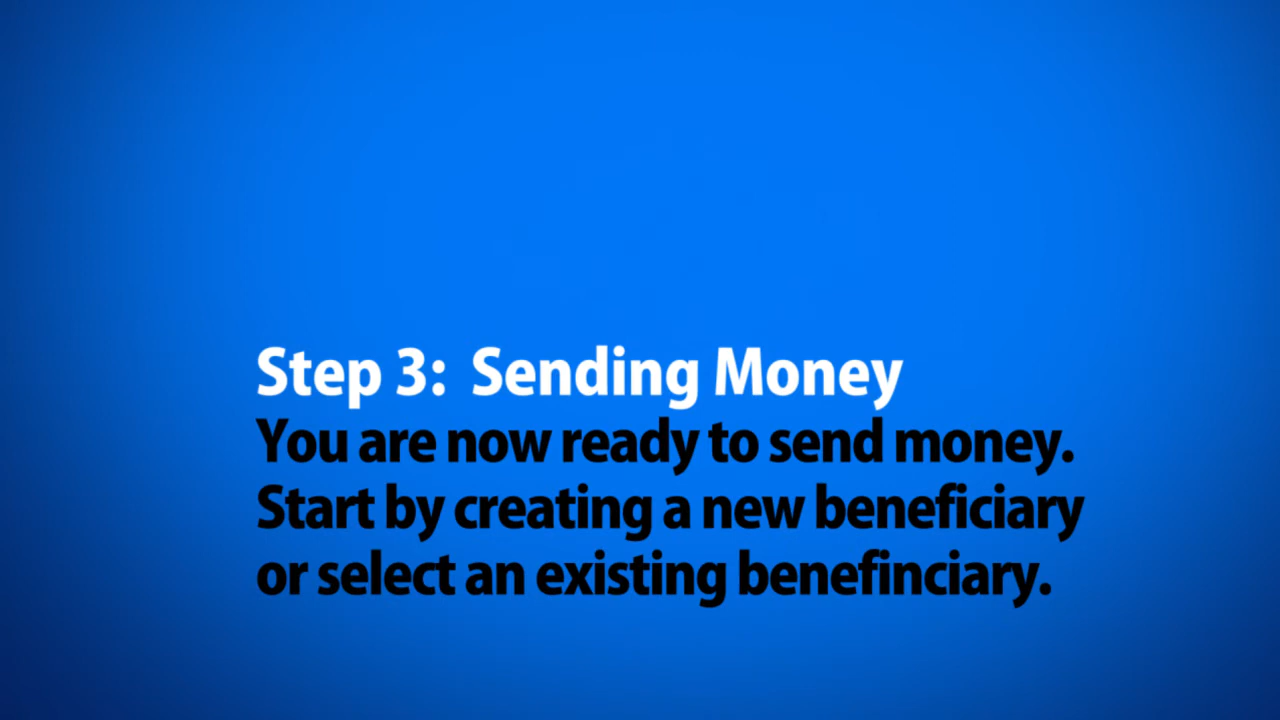 Step 3:  Sending Money
You are now ready to send money.
Start by creating a new beneficiary
or select an existing benefinciary.